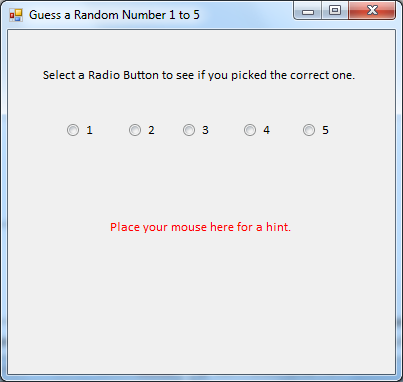 Guess a Random Number 1 to 5
Select a Radio Button to see if you picked the correct one.
1 2 3 4 5
Place your mouse here for a hint.